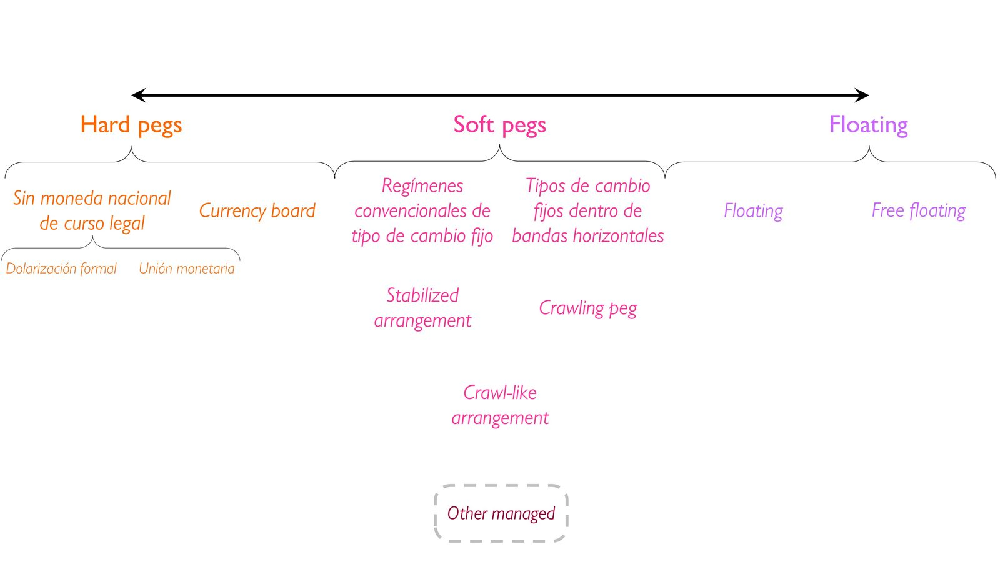 Hard pegs
Soft pegs
Floating
Sin moneda nacional
de curso legal
Currency board
Dolarización formal
Unión monetaria
Regímenes
convencionales de
tipo de cambio fijo
Tipos de cambio
fijos dentro de
bandas horizontales
Stabilized
arrangement
Crawling peg
Crawl-like
arrangement
Floating
Free floating
Other managed